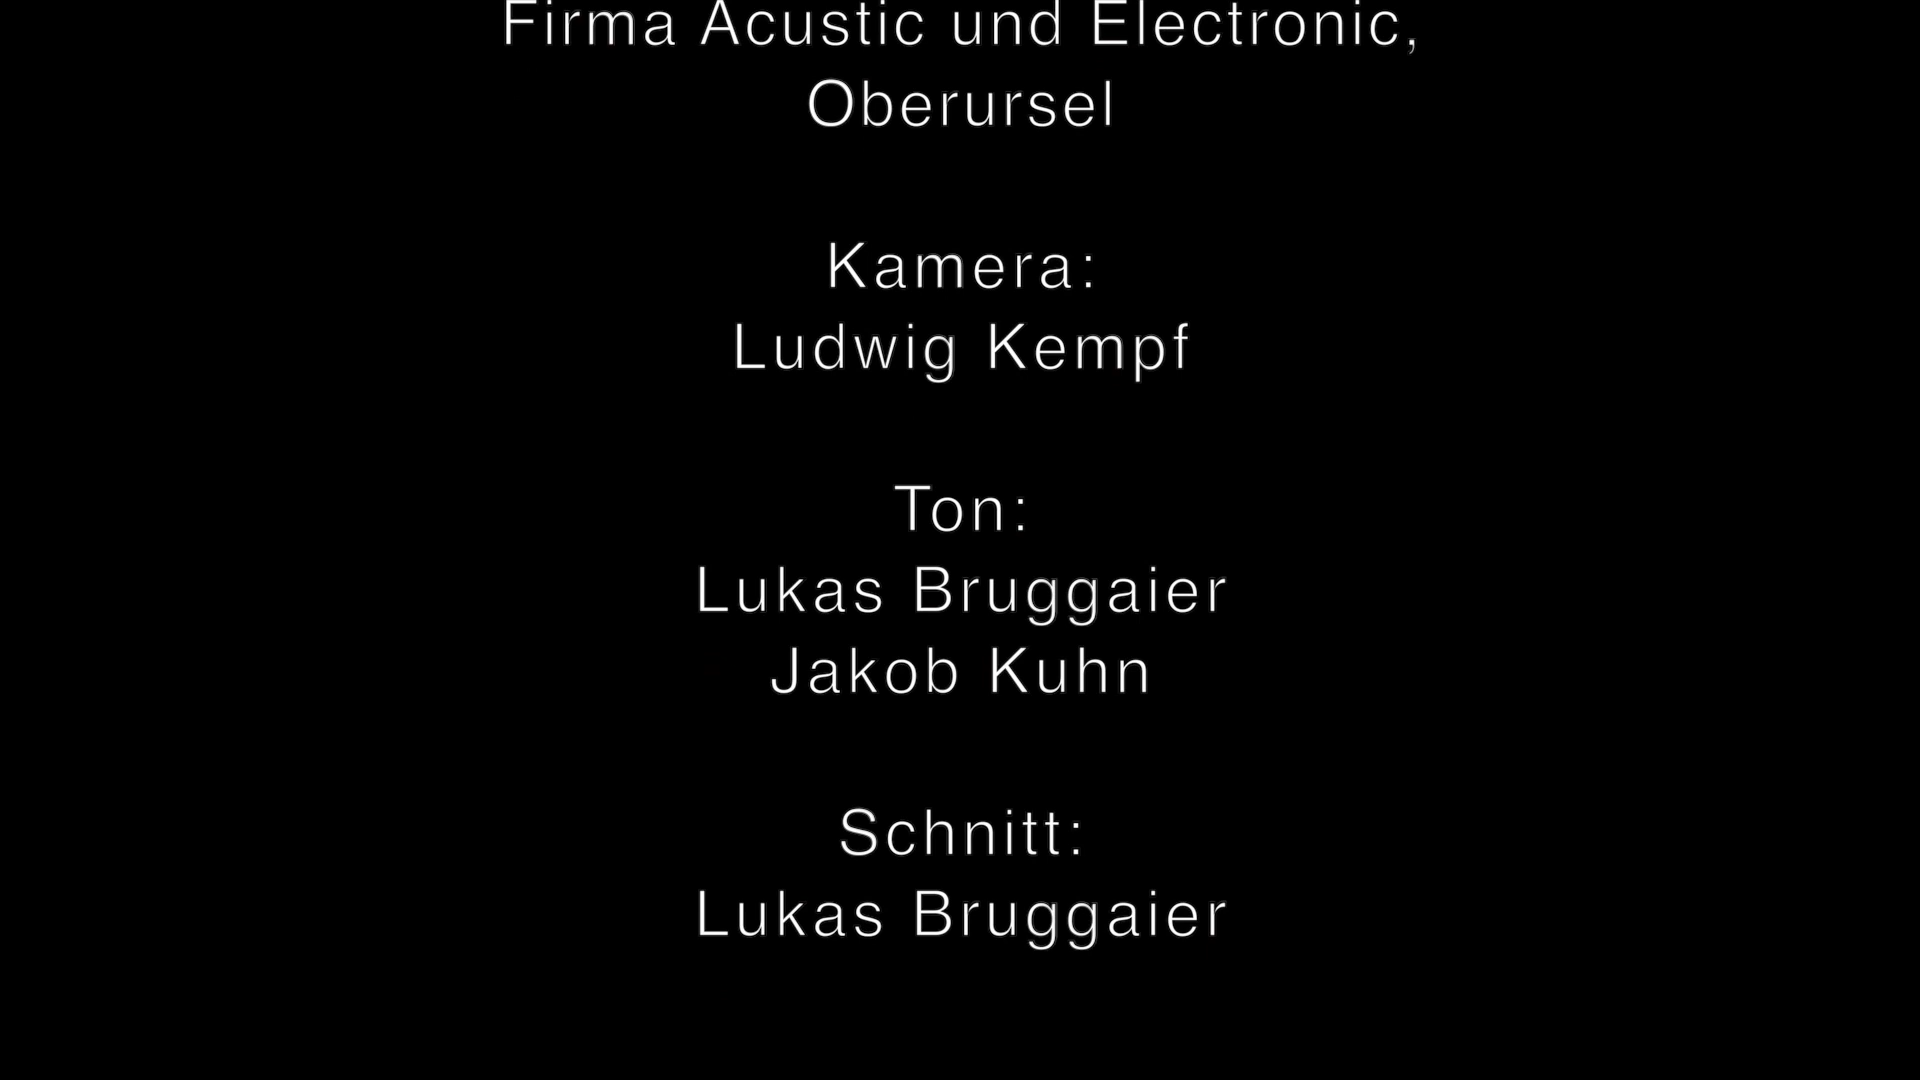 Firma Acustic und Electronic,
Oberursel
Kamera:
Ludwig Kempf
Ton:
Lukas Bruggaier
Jakob Kuhn
Schnitt:
Lukas Bruggaier